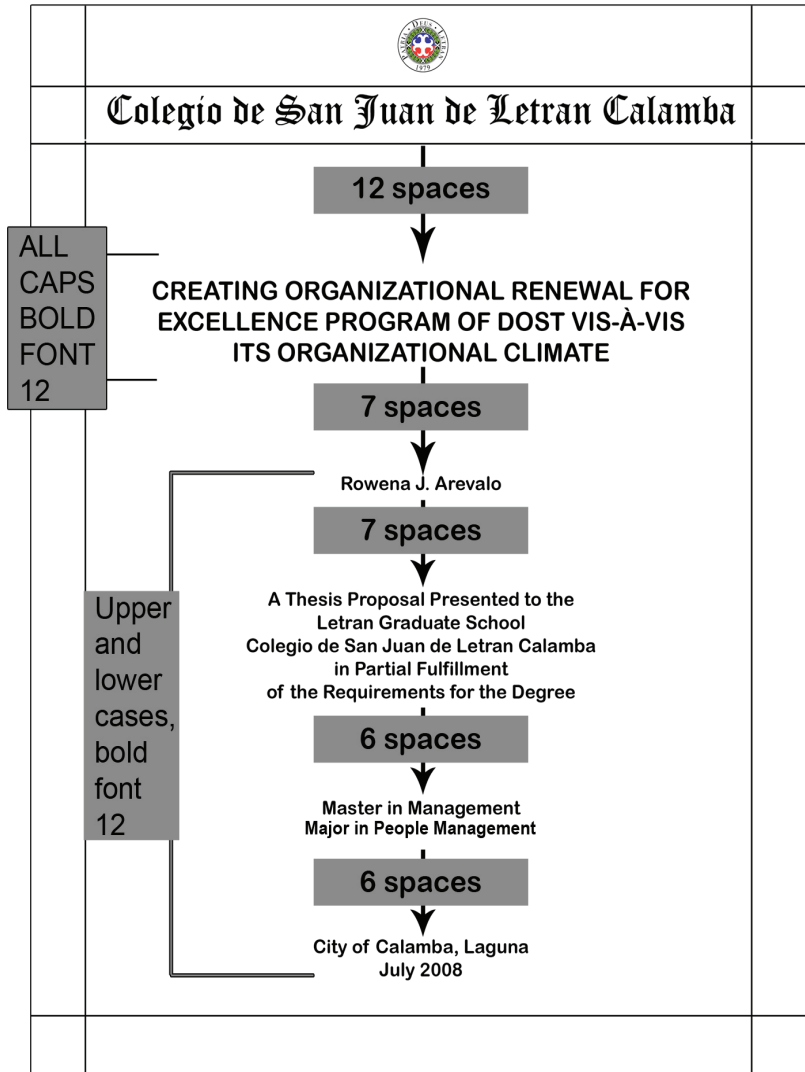 PATRIA • DEUS • LETRAN
1979
Colegio de San Juan de Letran Calamba
12 spaces
ALL
CAPS
BOLD
FONT
12
CREATING ORGANIZATIONAL RENEWAL FOR
EXCELLENCE PROGRAM OF DOST VIS-À-VIS
ITS ORGANIZATIONAL CLIMATE
7 spaces
Rowena J. Arevalo
7 spaces
Upper
and
lower
cases,
bold
font
12
A Thesis Proposal Presented to the
Letran Graduate School
Colegio de San Juan de Letran Calamba
in Partial Fulfillment
of the Requirements for the Degree
6 spaces
Master in Management
Major in People Management
6 spaces
City of Calamba, Laguna
July 2008